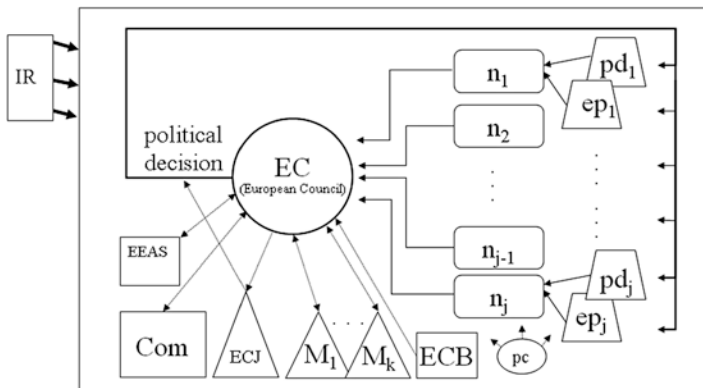 IR
political
decision
EC
(European Council)
n1
n2
nj-1
nj
pd1
ep1
pdj
epj
EEAS
Com
ECJ
M1
. . .
Mk
ECB
pc